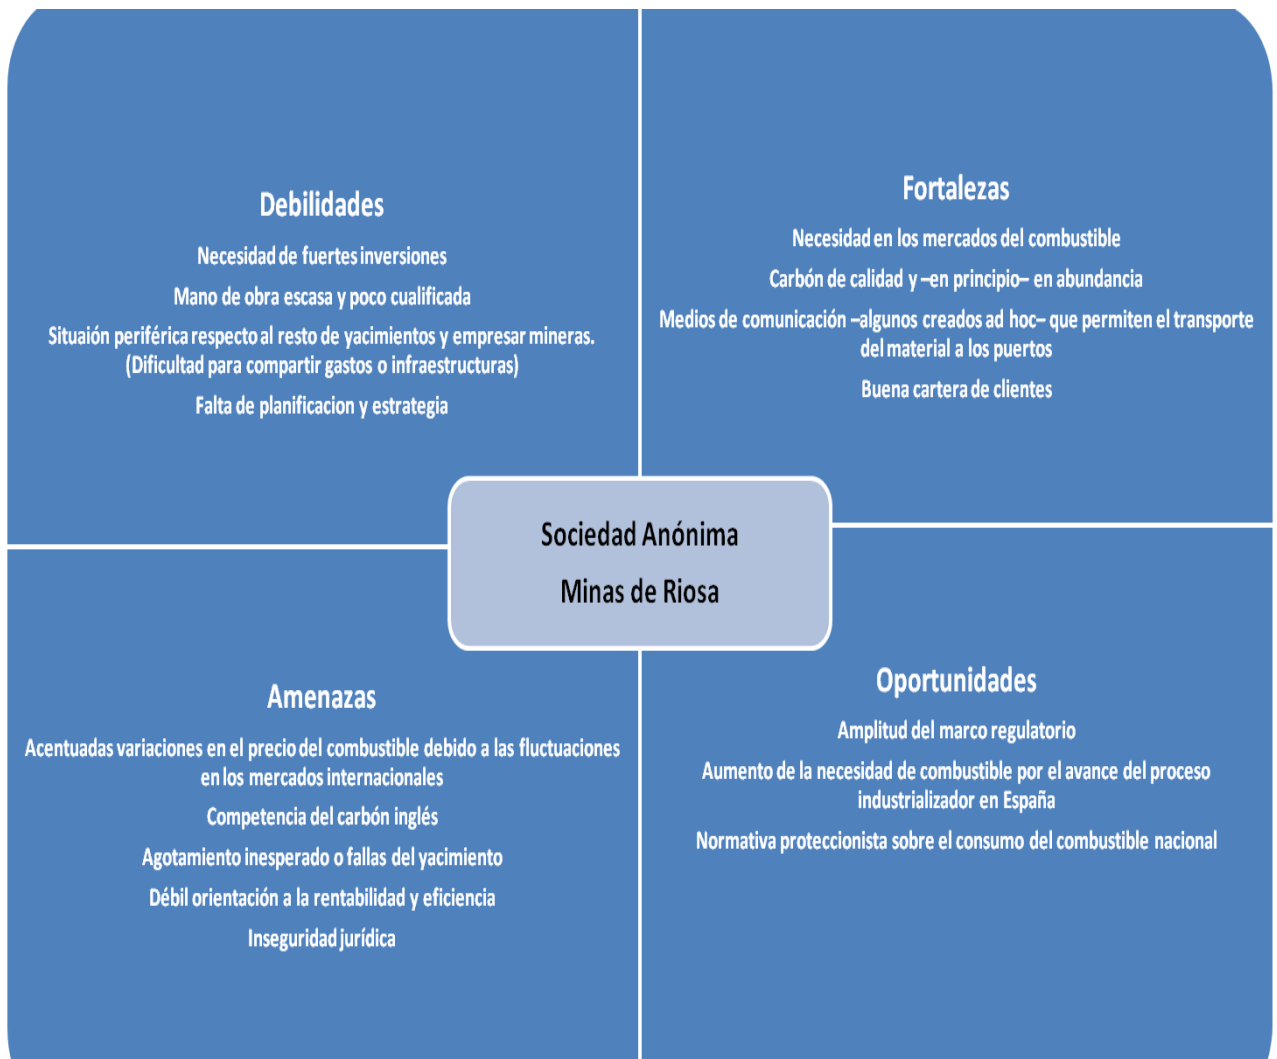 Debilidades
Necesidad de fuertes inversiones
Mano de obra escasa y poco cualificada
Situaión periférica respecto al resto de yacimientos y empresar mineras.
(Dificultad para compartir gastos o infraestructuras)
Falta de planificacion y estrategia
Fortalezas
Necesidad en los mercados del combustible
Carbón de calidad y –en principio– en abundancia
Medios de comunicación –algunos creados ad hoc– que permiten el transporte
del material a los puertos
Buena cartera de clientes
Sociedad Anónima
Minas de Riosa
Amenazas
Acentuadas variaciones en el precio del combustible debido a las fluctuaciones
en los mercados internacionales
Competencia del carbón inglés
Agotamiento inesperado o fallas del yacimiento
Débil orientación a la rentabilidad y eficiencia
Inseguridad jurídica
Oportunidades
Amplitud del marco regulatorio
Aumento de la necesidad de combustible por el avance del proceso
industrializador en España
Normativa proteccionista sobre el consumo del combustible nacional